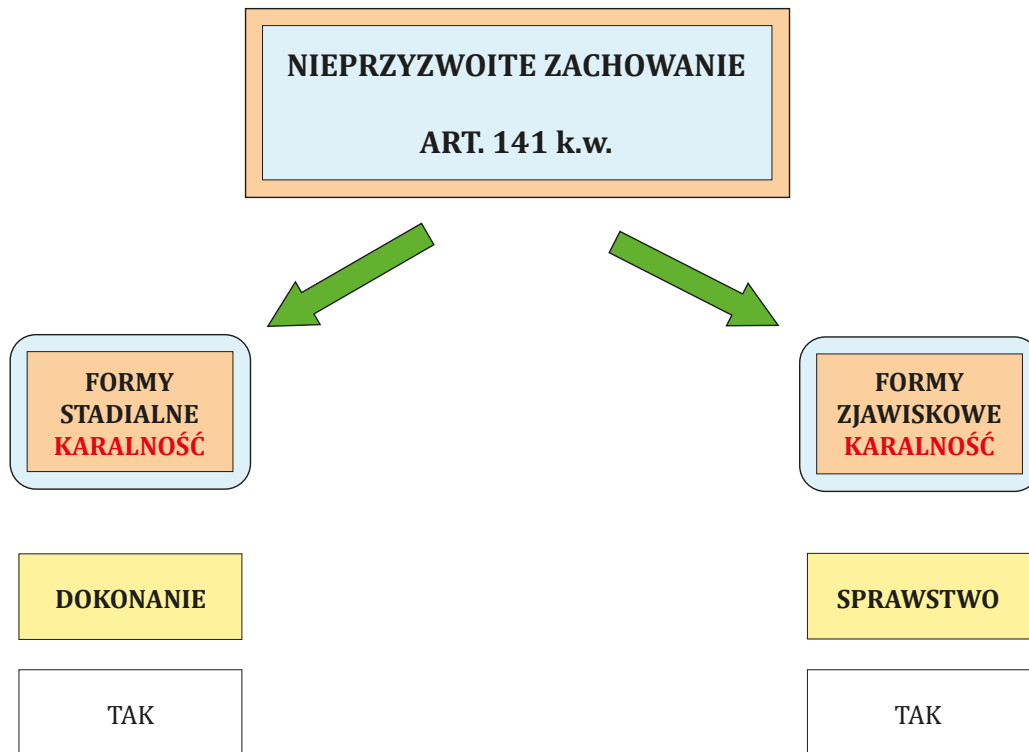 NIEPRZYZWOITE ZACHOWANIE
ART. 141 k.w.
FORMY
STADIALNE
KARALNOŚĆ
FORMY
ZJAWISKOWE
KARALNOŚĆ
DOKONANIE
SPRAWSTWO
TAK
TAK